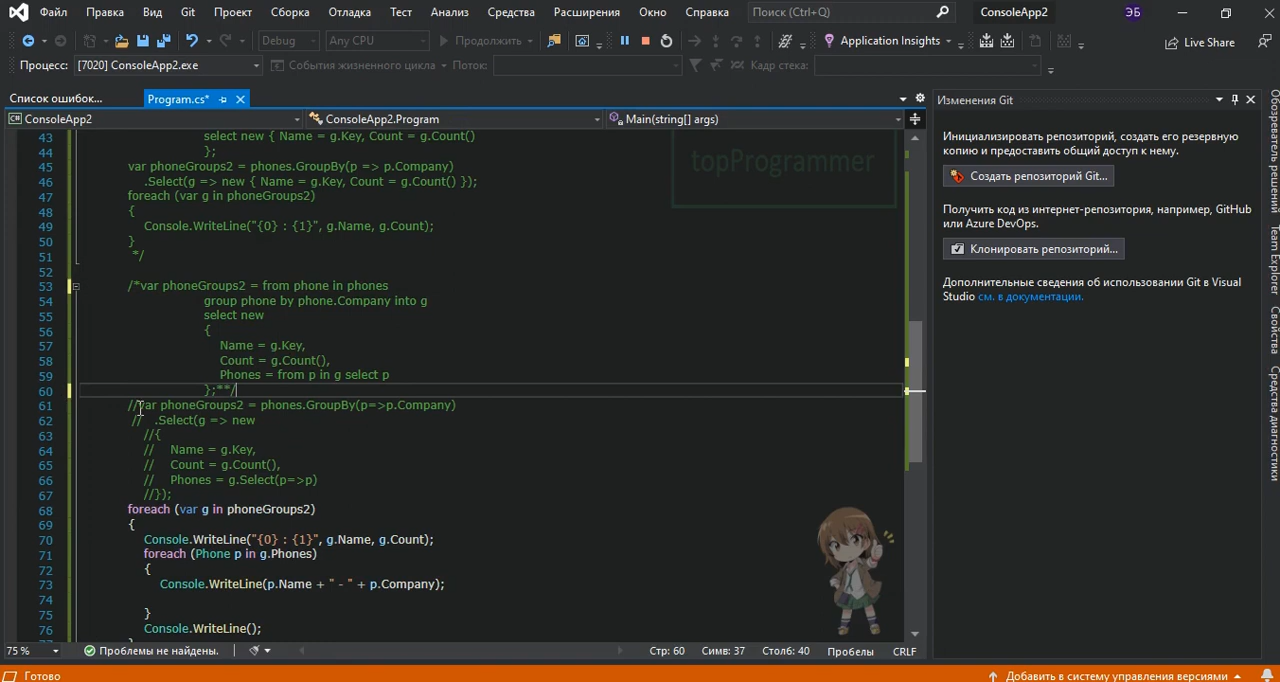 Файл Правка Вид Git Проект Сборка Отладка Тест Анализ Средства Расширения Окно Справка Поиск (Ctrl+Q) ConsoleApp2 ЭБ
Debug Any CPU Продолжить Application Insights Live Share
Процесс: [7020] ConsoleApp2.exe События жизненного цикла Поток: Кадр стека:
Список ошибок... Program.cs*
ConsoleApp2 ConsoleApp2.Program Main(string[] args)
43 select new { Name = g.Key, Count = g.Count()
44 };
45 var phoneGroups2 = phones.GroupBy(p => p.Company)
46 .Select(g => new { Name = g.Key, Count = g.Count() });
47 foreach (var g in phoneGroups2)
48 {
49 Console.WriteLine("{0} : {1}", g.Name, g.Count);
50 }
51 */
52
53 /*var phoneGroups2 = from phone in phones
54 group phone by phone.Company into g
55 select new
56 {
57 Name = g.Key,
58 Count = g.Count(),
59 Phones = from p in g select p
60 };**/
61 //var phoneGroups2 = phones.GroupBy(p=>p.Company)
62 // .Select(g => new
63 //{
64 // Name = g.Key,
65 // Count = g.Count(),
66 // Phones = g.Select(p=>p)
67 //});
68 foreach (var g in phoneGroups2)
69 {
70 Console.WriteLine("{0} : {1}", g.Name, g.Count);
71 foreach (Phone p in g.Phones)
72 {
73 Console.WriteLine(p.Name + " - " + p.Company);
74
75 }
76 Console.WriteLine();
topProgrammer
Изменения Git
Инициализировать репозиторий, создать его резервную
копию и предоставить общий доступ к нему.
Создать репозиторий Git...
Получить код из интернет-репозитория, например, GitHub
или Azure DevOps.
Клонировать репозиторий...
Дополнительные сведения об использовании Git в Visual
Studio см. в документации.
Обозреватель решений
Team Explorer
Свойства
Средства диагностики
75 % Проблемы не найдены. Стр: 60 Симв: 37 Столб: 40 Пробелы CRLF
Готово Добавить в систему управления версиями